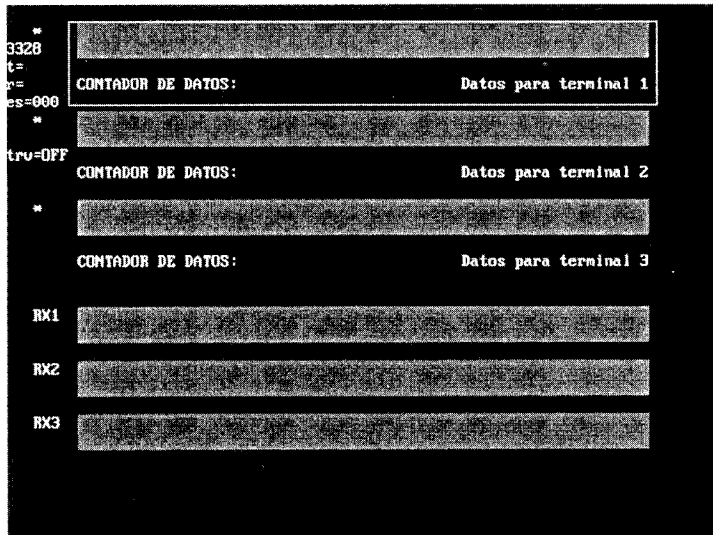 *
3328
t=
r=
es=000
CONTADOR DE DATOS: Datos para terminal 1
*
trv=OFF
CONTADOR DE DATOS: Datos para terminal 2
*
CONTADOR DE DATOS: Datos para terminal 3
RX1
RX2
RX3